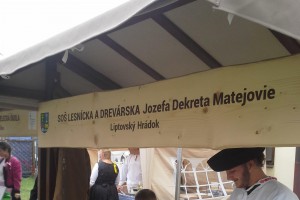 SOŠ LESNÍCKA A DREVÁRSKA Jozefa Dekreta Matejovie
Liptovský Hrádok